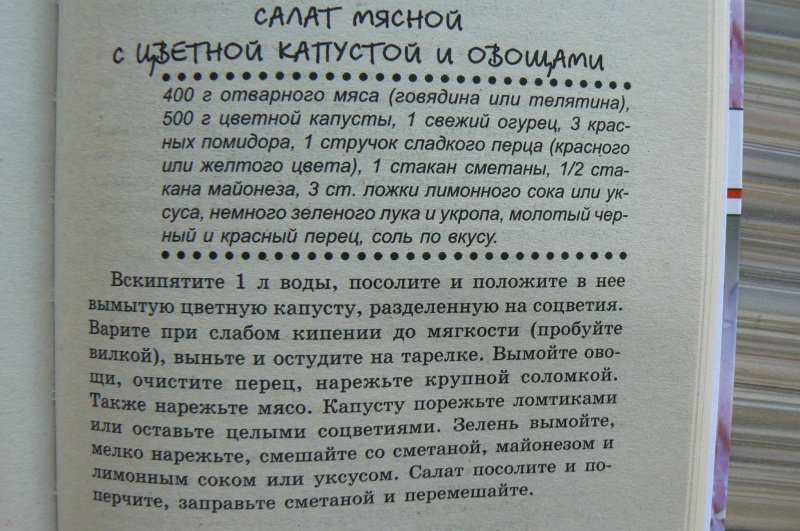 САЛАТ МЯСНОЙ
С ЦВЕТНОЙ КАПУСТОЙ И ОВОЩАМИ
400 г отварного мяса (говядина или телятина),
500 г цветной капусты, 1 свежий огурец, 3 крас-
ных помидора, 1 стручок сладкого перца (красного
или желтого цвета), 1 стакан сметаны, 1/2 ста-
кана майонеза, 3 ст. ложки лимонного сока или ук-
суса, немного зеленого лука и укропа, молотый чер-
ный и красный перец, соль по вкусу.
Вскипятите 1 л воды, посолите и положите в нее
вымытую цветную капусту, разделенную на соцветия.
Варите при слабом кипении до мягкости (пробуйте
вилкой), выньте и остудите на тарелке. Вымойте ово-
щи, очистите перец, нарежьте крупной соломкой.
Также нарежьте мясо. Капусту порежьте ломтиками
или оставьте целыми соцветиями. Зелень вымойте,
мелко нарежьте, смешайте со сметаной, майонезом и
лимонным соком или уксусом. Салат посолите и по-
перчите, заправьте сметаной и перемешайте.